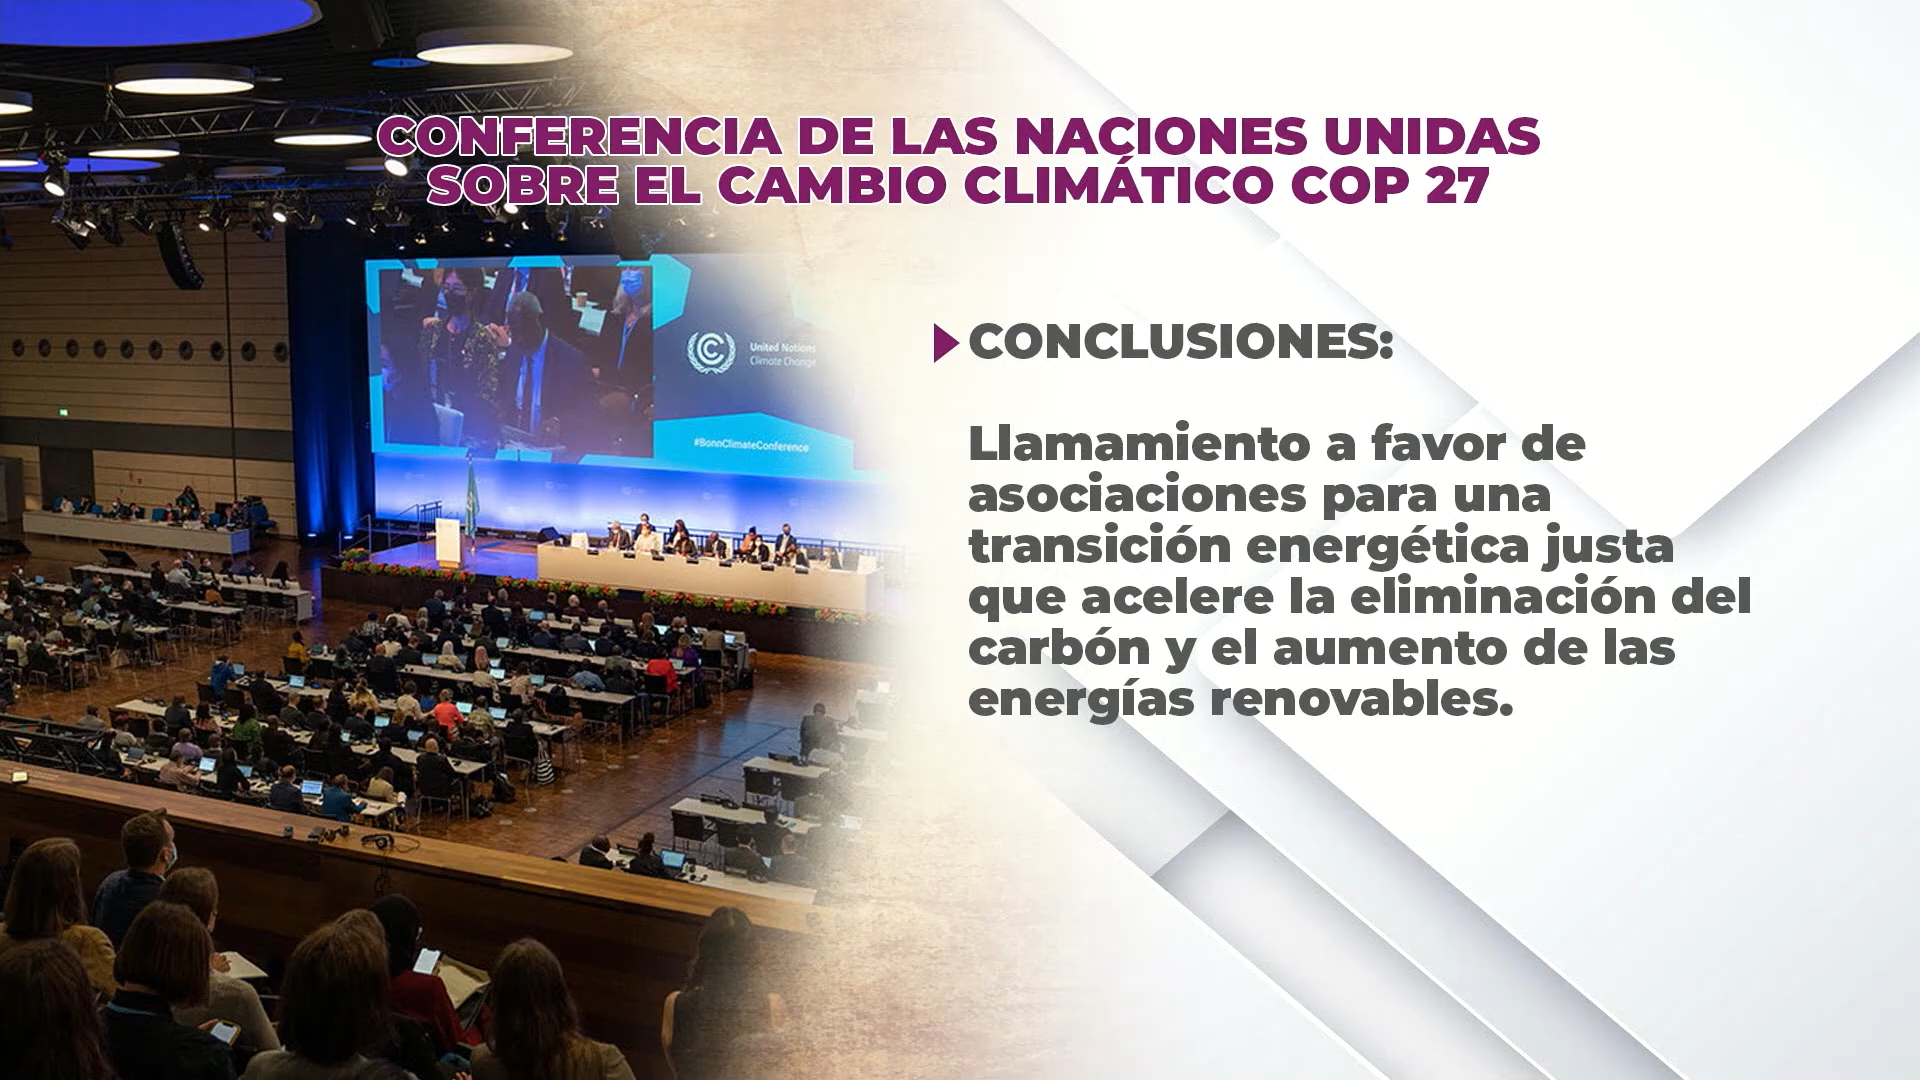 CONFERENCIA DE LAS NACIONES UNIDAS
SOBRE EL CAMBIO CLIMÁTICO COP 27
United Nations
Climate Change
#BonnClimateConference
CONCLUSIONES:
Llamamiento a favor de
asociaciones para una
transición energética justa
que acelere la eliminación del
carbón y el aumento de las
energías renovables.